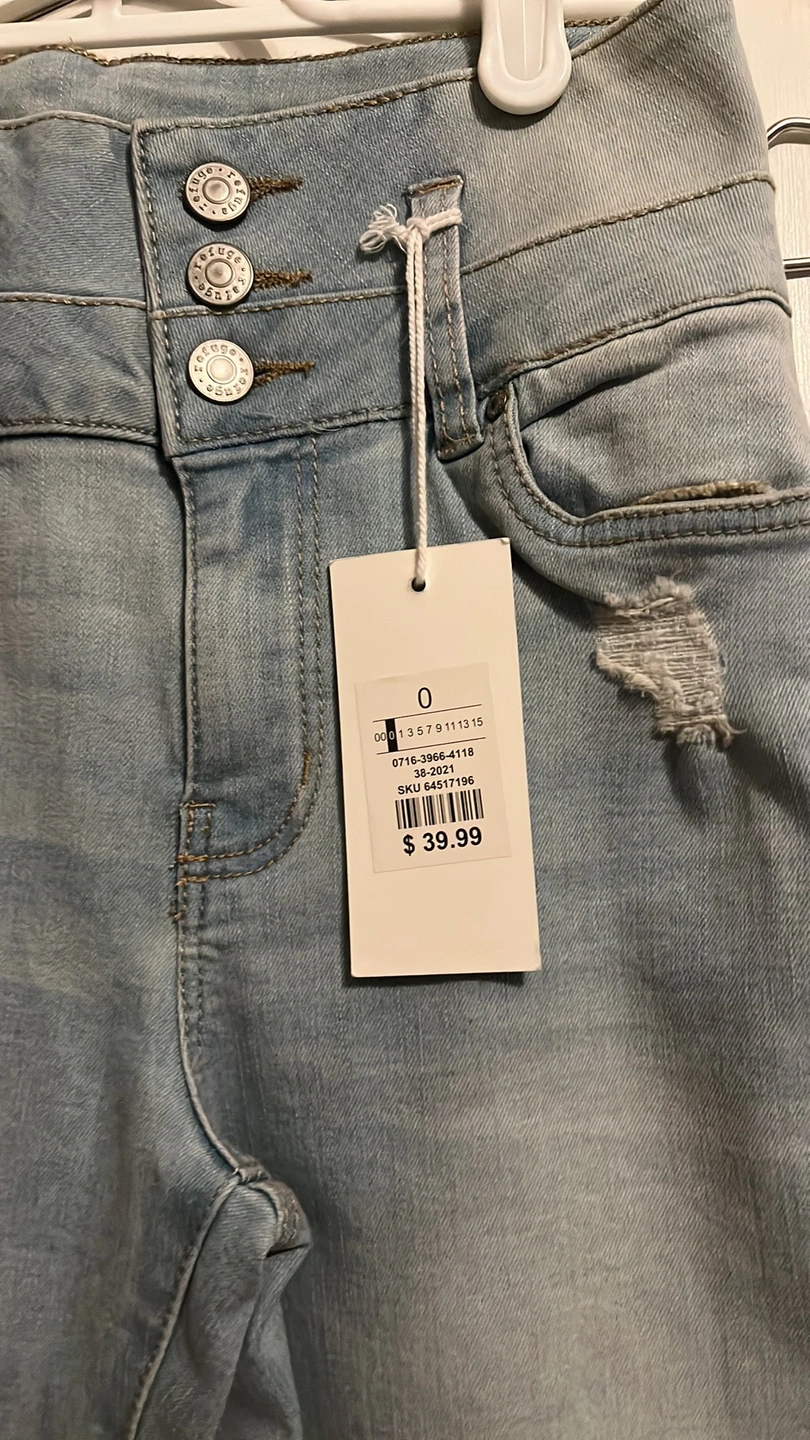 refuge • refuge •
refuge • refuge •
refuge • refuge •
0
00 0 1 3 5 7 9 11 13 15
0716-3966-4118
38-2021
SKU 64517196
$ 39.99